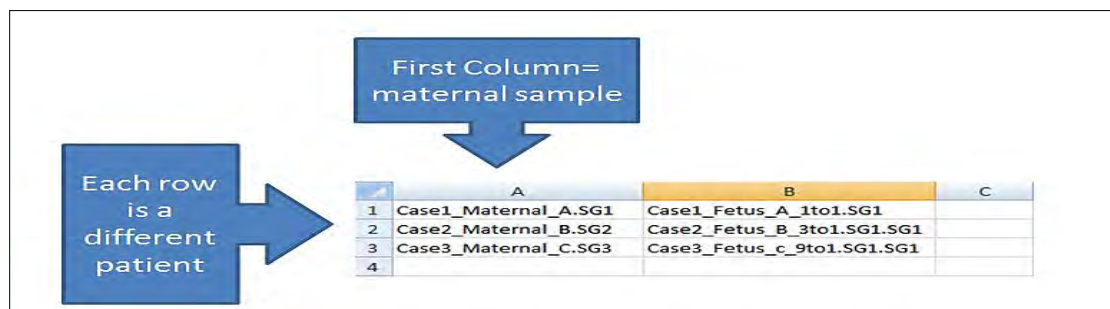 First Column=
maternal sample
Each row
is a
different
patient
A B C
1 Case1_Maternal_A.SG1 Case1_Fetus_A_1to1.SG1
2 Case2_Maternal_B.SG2 Case2_Fetus_B_3to1.SG1.SG1
3 Case3_Maternal_C.SG3 Case3_Fetus_c_9to1.SG1.SG1
4